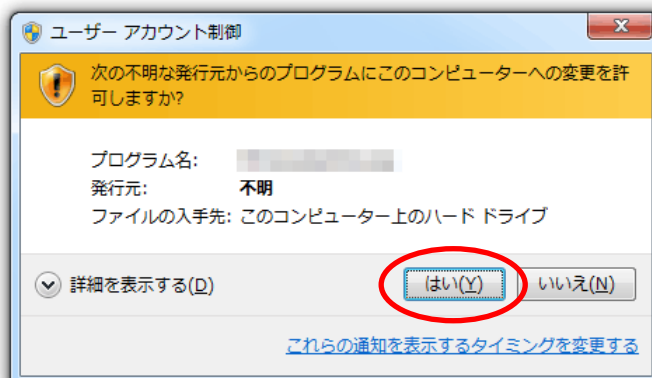 ユーザー アカウント制御
次の不明な発行元からのプログラムにこのコンピューターへの変更を許
可しますか?
プログラム名:
発行元: 不明
ファイルの入手先: このコンピューター上のハード ドライブ
詳細を表示する(D) はい(Y) いいえ(N)
これらの通知を表示するタイミングを変更する